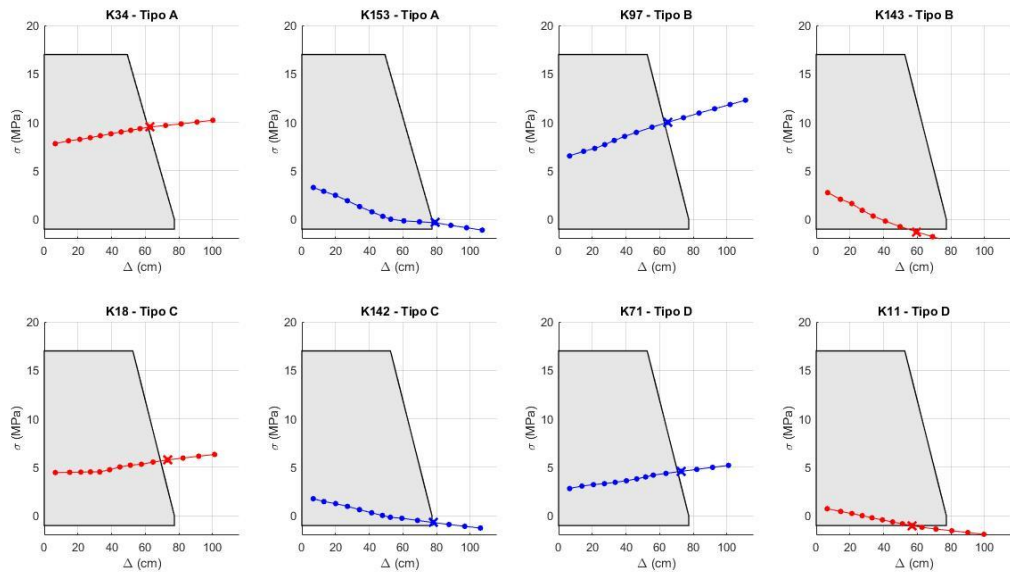 K34 - Tipo A
20
15
10
5
0
σ (MPa)
0 20 40 60 80 100
Δ (cm)
K153 - Tipo A
20
15
10
5
0
σ (MPa)
0 20 40 60 80 100
Δ (cm)
K97 - Tipo B
20
15
10
5
0
σ (MPa)
0 20 40 60 80 100
Δ (cm)
K143 - Tipo B
20
15
10
5
0
σ (MPa)
0 20 40 60 80 100
Δ (cm)
K18 - Tipo C
20
15
10
5
0
σ (MPa)
0 20 40 60 80 100
Δ (cm)
K142 - Tipo C
20
15
10
5
0
σ (MPa)
0 20 40 60 80 100
Δ (cm)
K71 - Tipo D
20
15
10
5
0
σ (MPa)
0 20 40 60 80 100
Δ (cm)
K11 - Tipo D
20
15
10
5
0
σ (MPa)
0 20 40 60 80 100
Δ (cm)